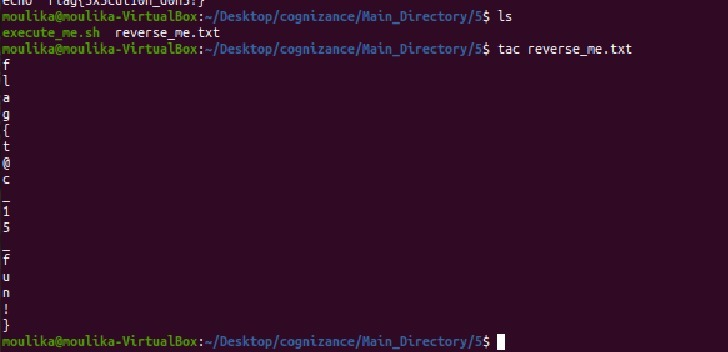 moulika@moulika-VirtualBox:~/Desktop/cognizance/Main_Directory/5$ ls
execute_me.sh  reverse_me.txt
moulika@moulika-VirtualBox:~/Desktop/cognizance/Main_Directory/5$ tac reverse_me.txt
f
l
a
g
{
t
@
c
_
1
5
_
f
u
n
!
}
moulika@moulika-VirtualBox:~/Desktop/cognizance/Main_Directory/5$